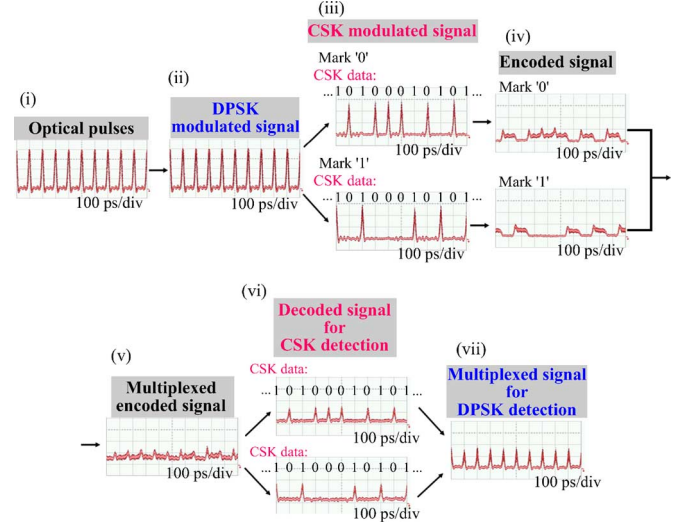 (i)
Optical pulses
100 ps/div
(ii)
DPSK
modulated signal
100 ps/div
(iii)
CSK modulated signal
Mark '0'
CSK data:
... 1 0 1 0 0 0 1 0 1 0 1 ...
100 ps/div
Mark '1'
CSK data:
... 1 0 1 0 0 0 1 0 1 0 1 ...
100 ps/div
(iv)
Encoded signal
Mark '0'
100 ps/div
Mark '1'
100 ps/div
(v)
Multiplexed
encoded signal
100 ps/div
(vi)
Decoded signal
for
CSK detection
CSK data:
...1 0 1 0 0 0 1 0 1 0 1 ...
100 ps/div
CSK data:
...1 0 1 0 0 0 1 0 1 0 1 ...
100 ps/div
(vii)
Multiplexed signal
for
DPSK detection
100 ps/div